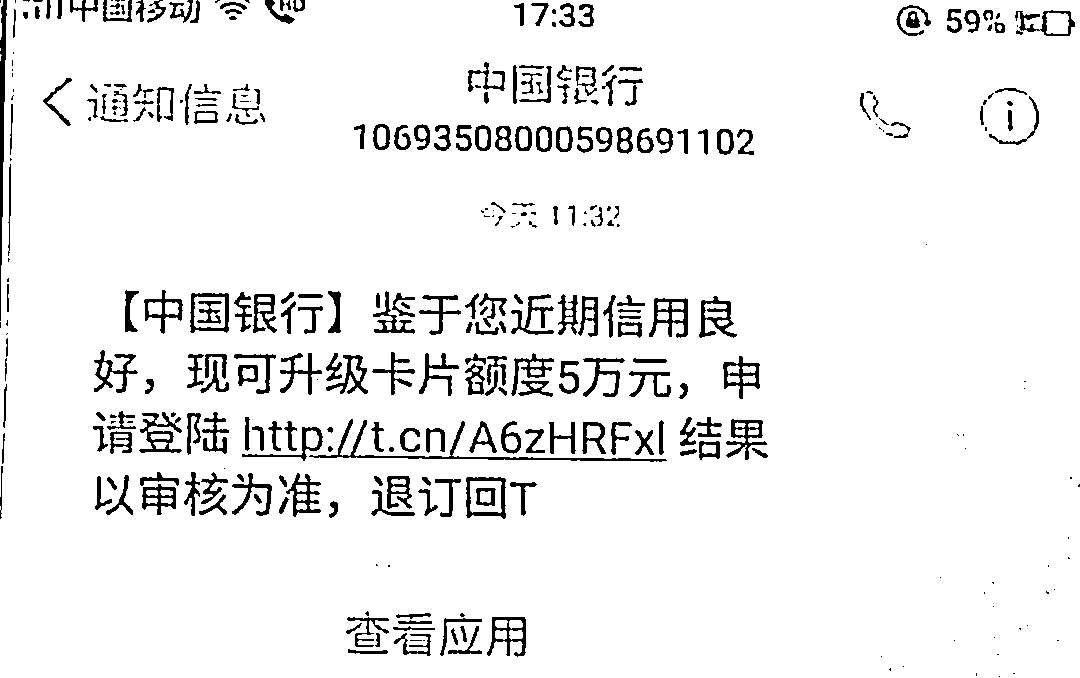 中国移动 HD 17:33 59%
通知信息 中国银行
10693508000598691102
今天 11:32
【中国银行】鉴于您近期信用良
好，现可升级卡片额度5万元，申
请登陆 http://t.cn/A6zHRFxl 结果
以审核为准，退订回T
查看应用